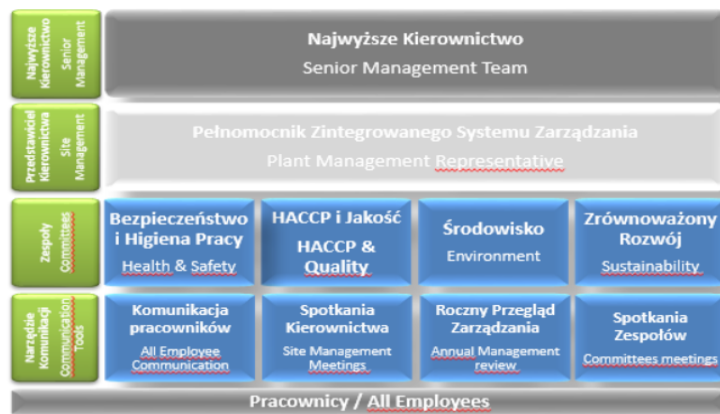 Najwyższe
Kierownictwo
Senior
Management
Najwyższe Kierownictwo
Senior Management Team
Przedstawiciel
Kierownictwa
Site
Management
Pełnomocnik Zintegrowanego Systemu Zarządzania
Plant Management Representative
Zespoły
Committees
Bezpieczeństwo
i Higiena Pracy
Health & Safety
HACCP i Jakość
HACCP &
Quality
Środowisko
Environment
Zrównoważony
Rozwój
Sustainability
Narzędzie
Komunikacji
Communication
Tools
Komunikacja
pracowników
All Employee
Communication
Spotkania
Kierownictwa
Site Management
Meetings
Roczny Przegląd
Zarządzania
Annual Management
review
Spotkania
Zespołów
Committees meetings
Pracownicy / All Employees